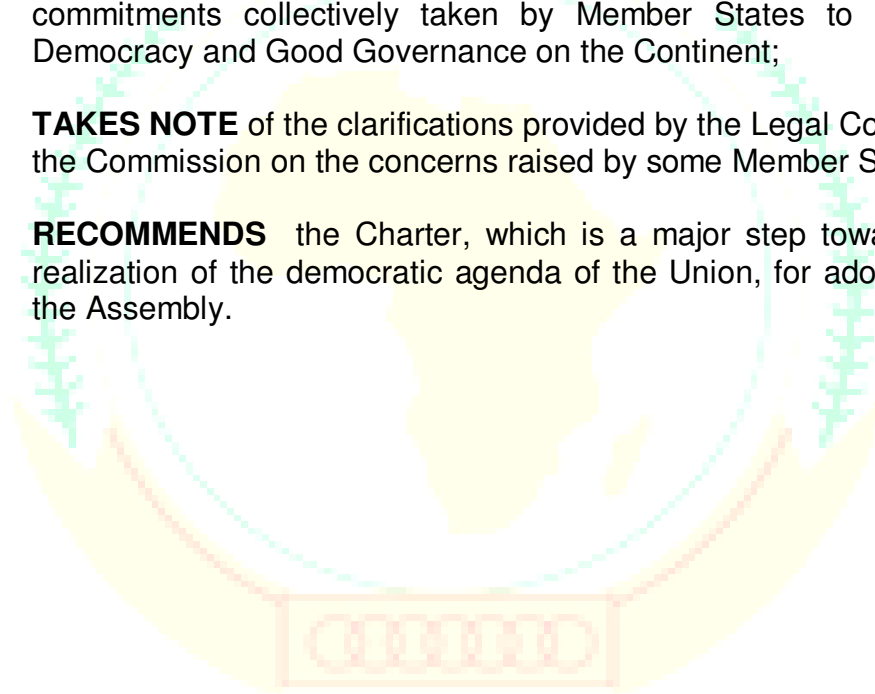 commitments collectively taken by Member States to
Democracy and Good Governance on the Continent;
TAKES NOTE of the clarifications provided by the Legal Co
the Commission on the concerns raised by some Member S
RECOMMENDS the Charter, which is a major step towa
realization of the democratic agenda of the Union, for ado
the Assembly.